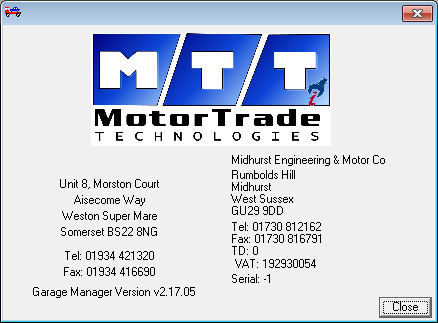 MTTi
MotorTrade
TECHNOLOGIES
Unit 8, Morston Court
Aisecome Way
Weston Super Mare
Somerset BS22 8NG
Tel: 01934 421320
Fax: 01934 416690
Garage Manager Version v2.17.05
Midhurst Engineering & Motor Co
Rumbolds Hill
Midhurst
West Sussex
GU29 9DD
Tel: 01730 812162
Fax: 01730 816791
TD: 0
VAT: 192930054
Serial: -1
Close